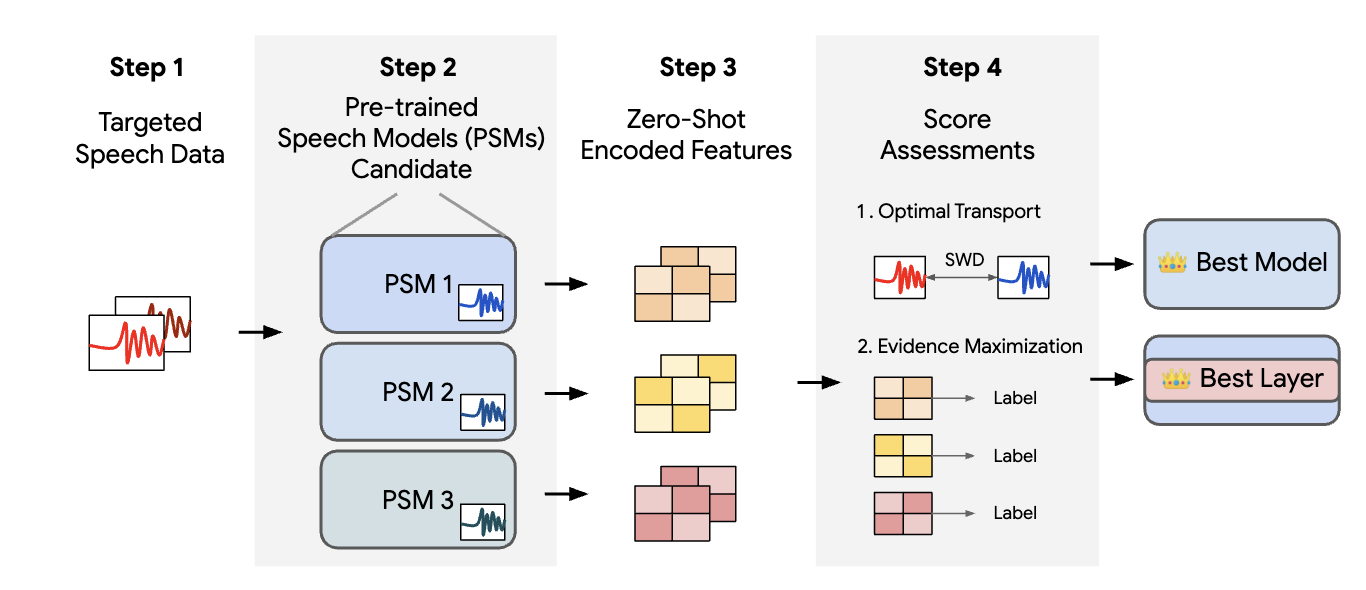 Step 1
Targeted
Speech Data
Step 2
Pre-trained
Speech Models (PSMs)
Candidate
PSM 1
PSM 2
PSM 3
Step 3
Zero-Shot
Encoded Features
Step 4
Score
Assessments
1. Optimal Transport
SWD
2. Evidence Maximization
Label
Label
Label
Best Model
Best Layer